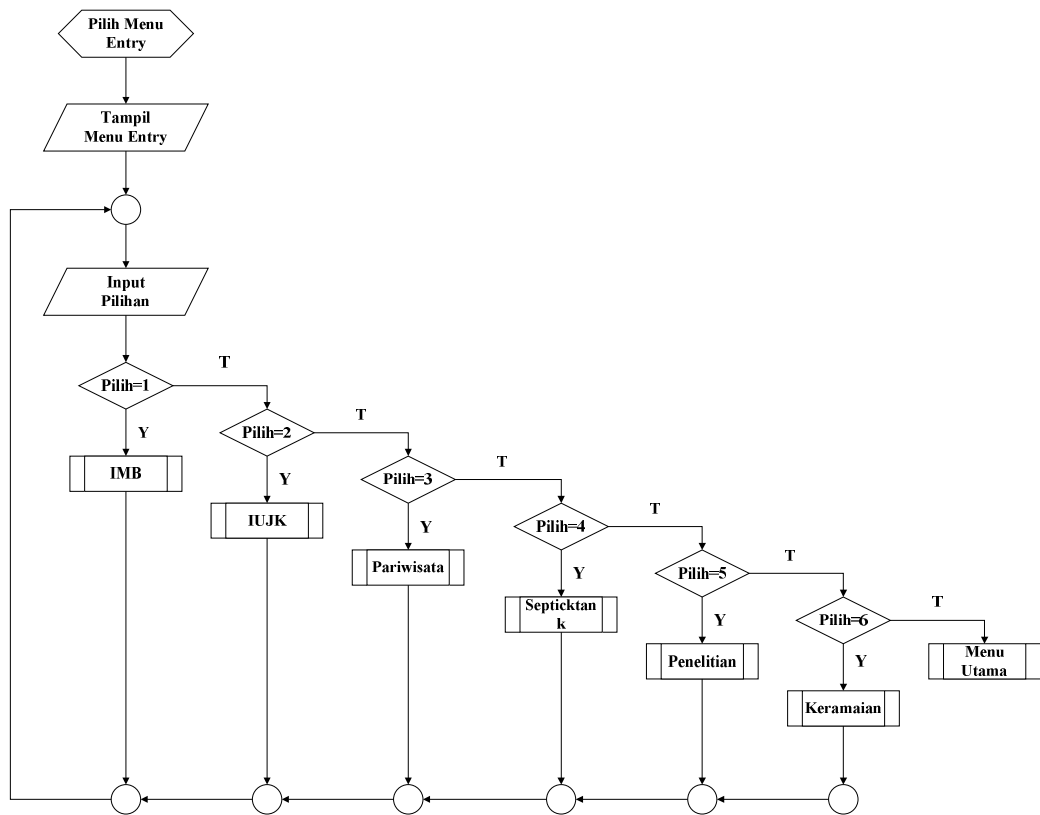 Pilih Menu
Entry
Tampil
Menu Entry
Input
Pilihan
T
Pilih=1
Y
IMB
T
Pilih=2
Y
IUJK
T
Pilih=3
Y
Pariwisata
T
Pilih=4
Y
Septicktan
k
T
Pilih=5
Y
Penelitian
T
Pilih=6
Y
Keramaian
Menu
Utama